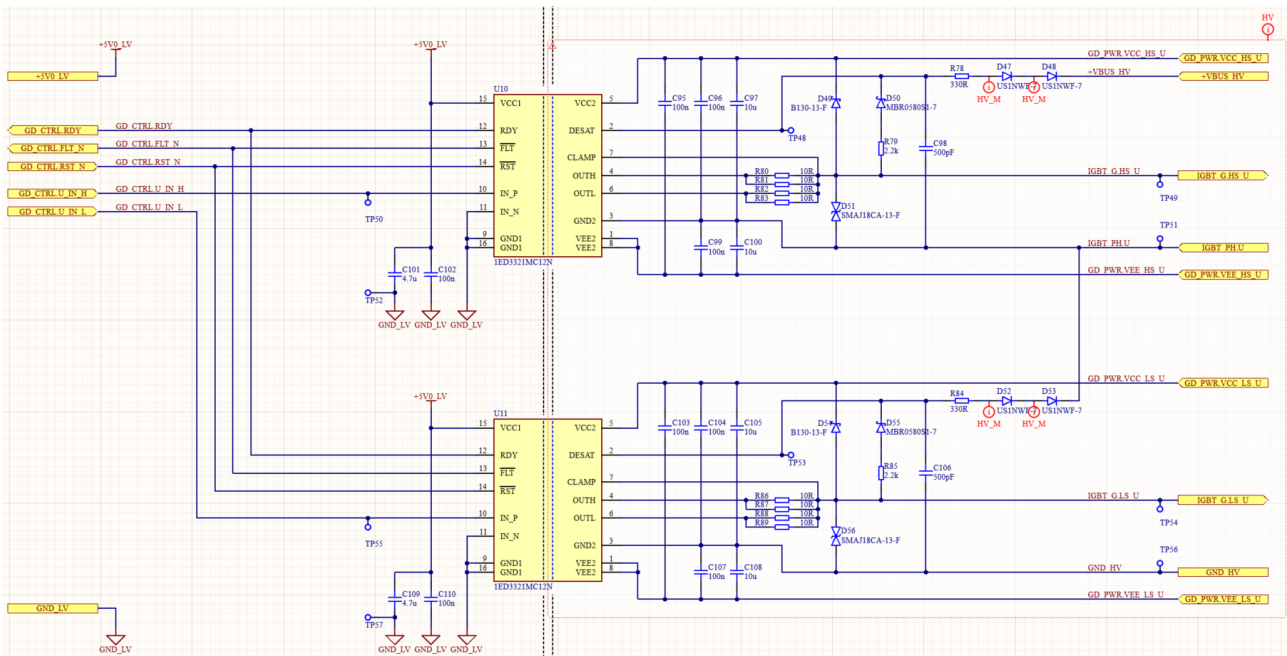 HV
+5V0_LV
+5V0_LV
GD_PWR.VCC_HS_U
GD_PWR.VCC_HS_U
+5V0_LV
R78
330R
D47
US1NWF-7
D48
US1NWF-7
+VBUS_HV
+VBUS_HV
HV_M
HV_M
U10
15 VCC1
VCC2 5
C95
100n
C96
100n
C97
10u
D49
B130-13-F
D50
MBR0580S1-7
GD_CTRL.RDY
GD_CTRL.RDY
12 RDY
DESAT 2
TP48
GD_CTRL.FLT_N
GD_CTRL.FLT_N
13 FLT
R79
2.2k
C98
500pF
GD_CTRL.RST_N
GD_CTRL.RST_N
14 RST
CLAMP 7
OUTH 4
R80 10R
R81 10R
R82 10R
R83 10R
IGBT_G.HS_U
IGBT_G.HS_U
GD_CTRL.U_IN_H
GD_CTRL.U_IN_H
10 IN_P
OUTL 6
TP49
GD_CTRL.U_IN_L
GD_CTRL.U_IN_L
TP50
11 IN_N
D51
SMAJ18CA-13-F
GND2 3
TP51
9 GND1
16 GND1
VEE2 1
VEE2 8
C99
100n
C100
10u
IGBT_PH.U
IGBT_PH.U
1ED3321MC12N
C101
4.7u
C102
100n
GD_PWR.VEE_HS_U
GD_PWR.VEE_HS_U
TP52
GND_LV
GND_LV
GND_LV
GD_PWR.VCC_LS_U
GD_PWR.VCC_LS_U
+5V0_LV
R84
330R
D52
US1NWF-7
D53
US1NWF-7
HV_M
HV_M
U11
15 VCC1
VCC2 5
C103
100n
C104
100n
C105
10u
D54
B130-13-F
D55
MBR0580S1-7
12 RDY
DESAT 2
TP53
13 FLT
R85
2.2k
C106
500pF
14 RST
CLAMP 7
OUTH 4
R86 10R
R87 10R
R88 10R
R89 10R
IGBT_G.LS_U
IGBT_G.LS_U
10 IN_P
OUTL 6
TP54
TP55
11 IN_N
D56
SMAJ18CA-13-F
GND2 3
TP56
9 GND1
16 GND1
VEE2 1
VEE2 8
C107
100n
C108
10u
GND_HV
GND_HV
1ED3321MC12N
C109
4.7u
C110
100n
GD_PWR.VEE_LS_U
GD_PWR.VEE_LS_U
GND_LV
TP57
GND_LV
GND_LV
GND_LV
GND_LV